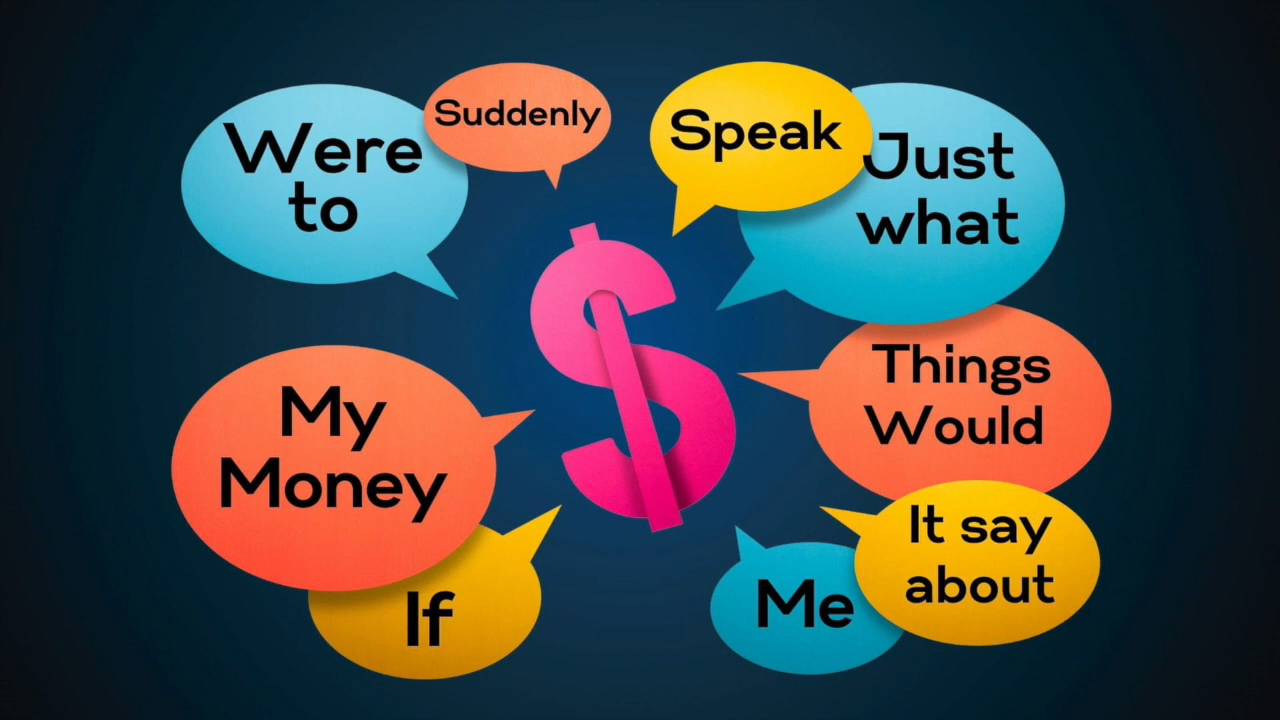 If
My
Money
Were
to
Suddenly
Speak
Just
what
Things
Would
It say
about
Me